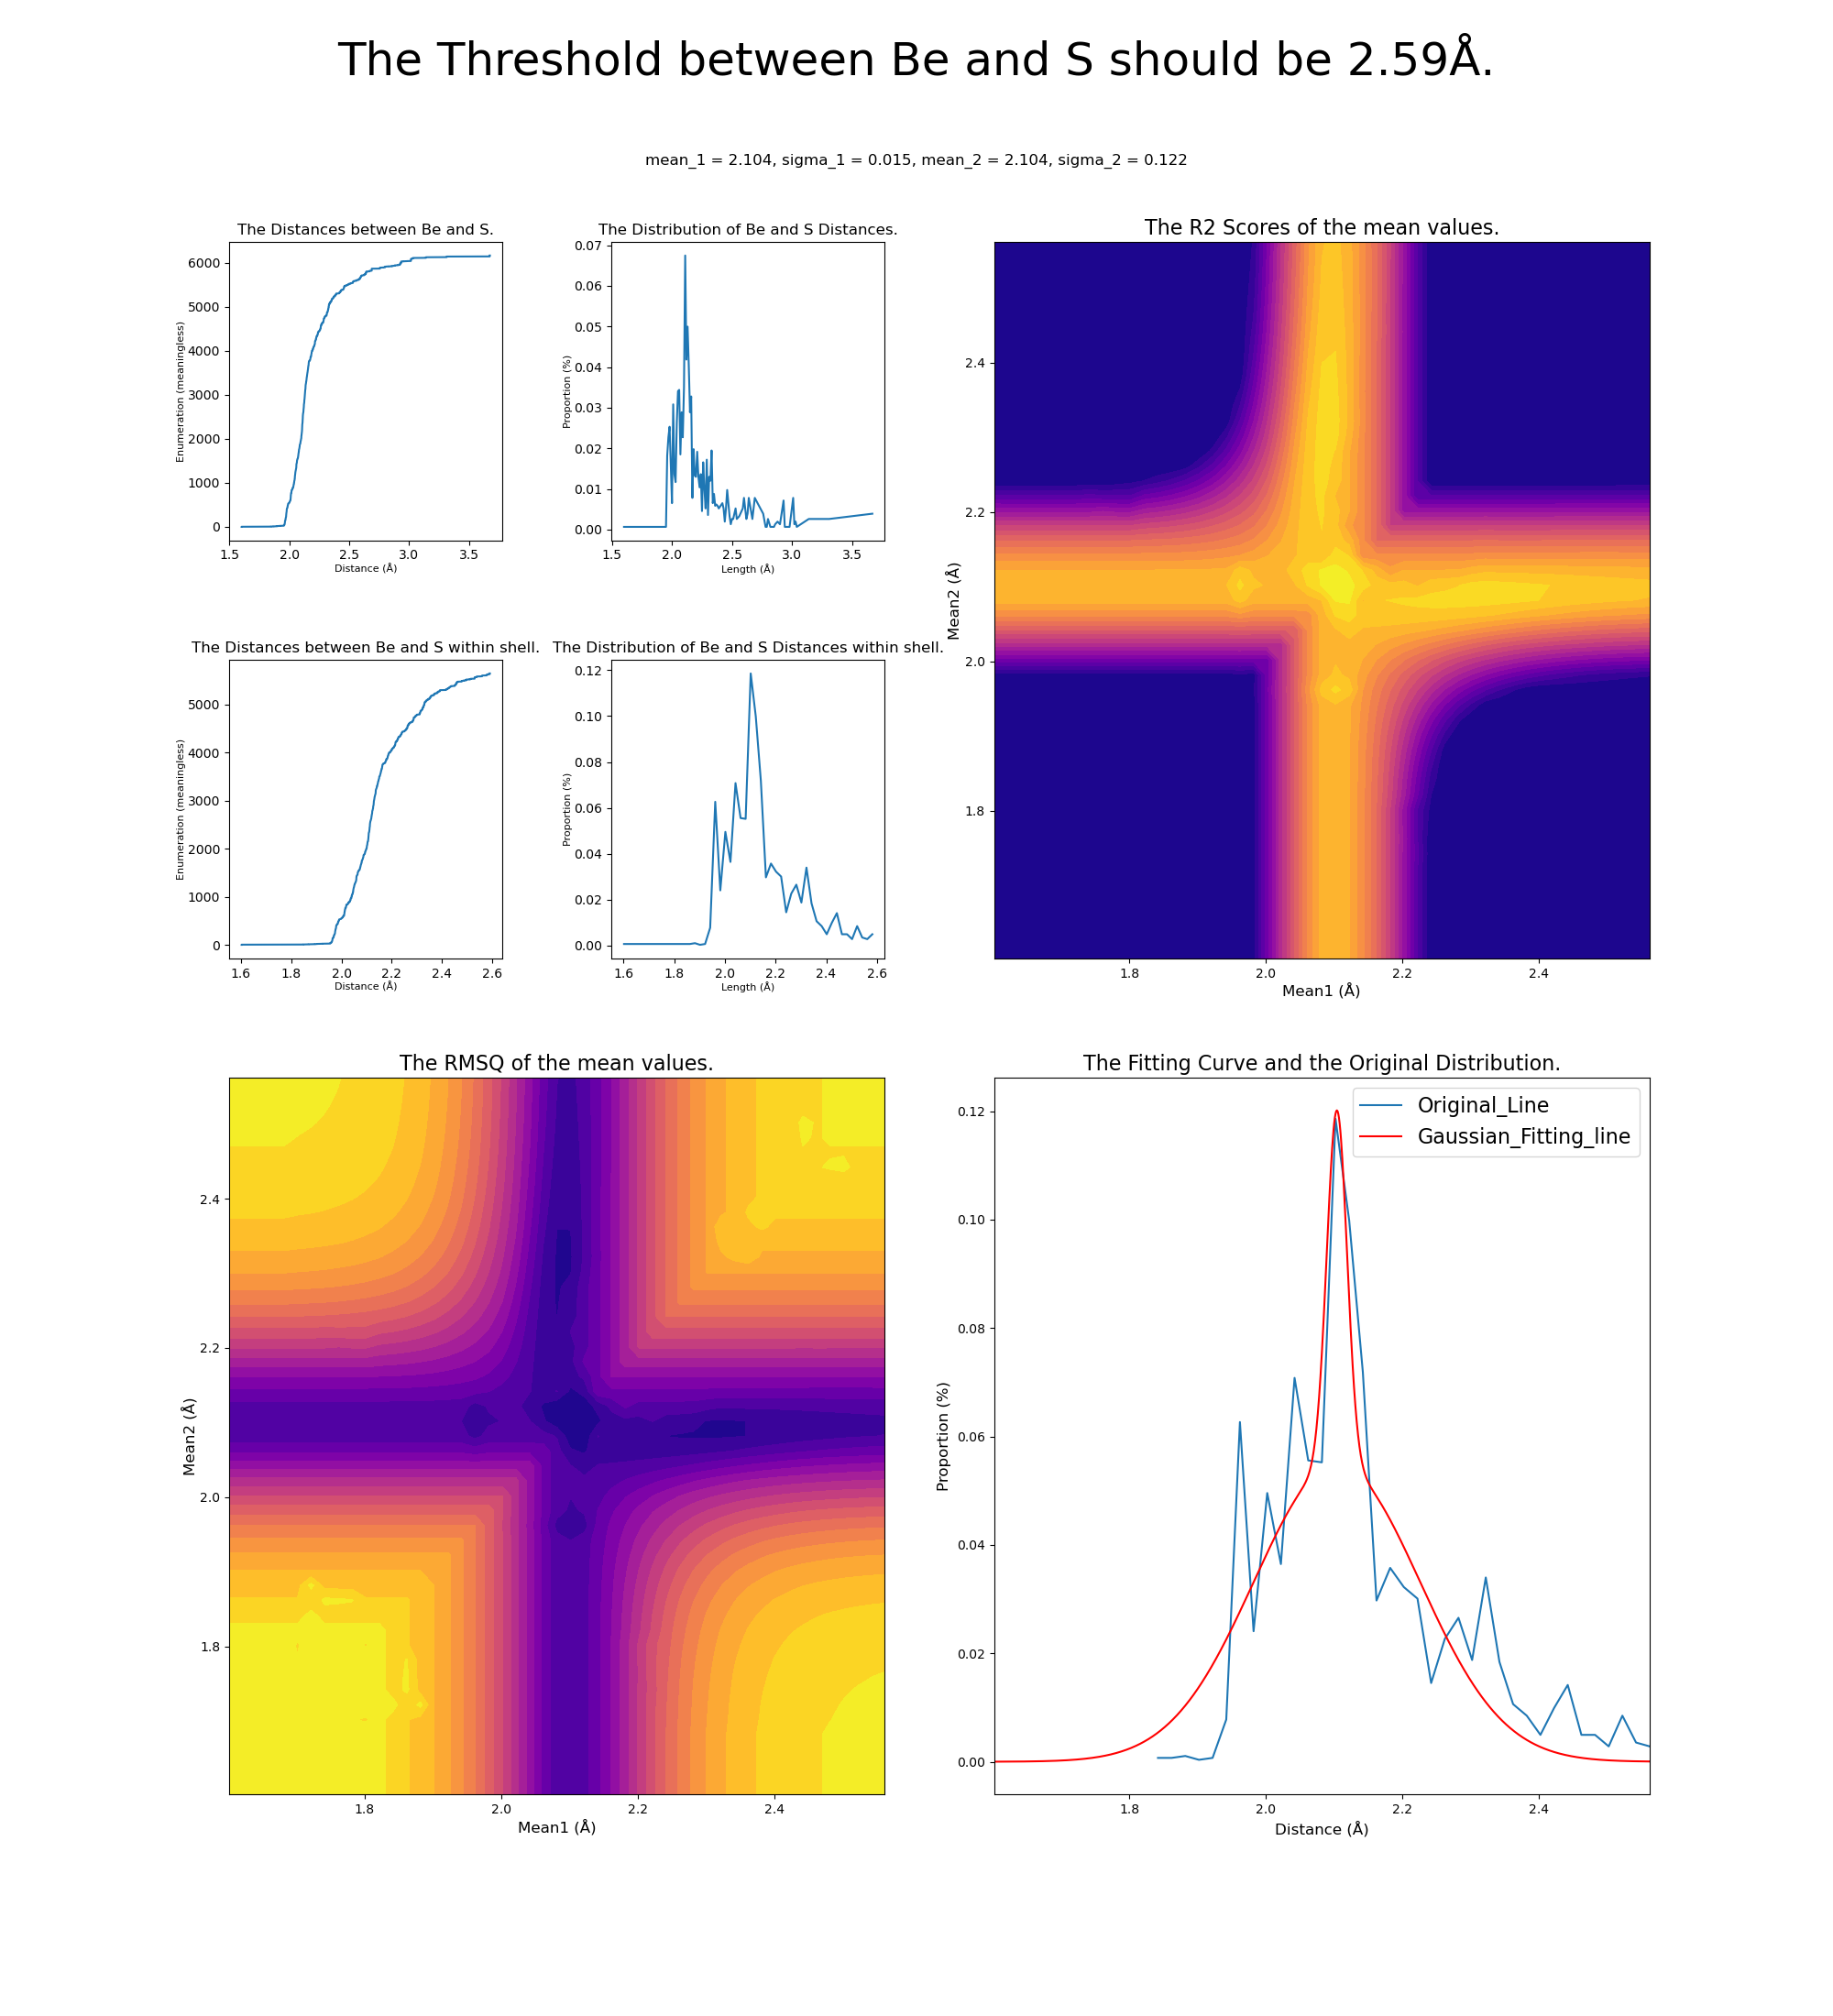 The Threshold between Be and S should be 2.59Å.
mean_1 = 2.104, sigma_1 = 0.015, mean_2 = 2.104, sigma_2 = 0.122
The Distances between Be and S.
Enumeration (meaningless)
6000
5000
4000
3000
2000
1000
0
1.5 2.0 2.5 3.0 3.5
Distance (Å)
The Distribution of Be and S Distances.
Proportion (%)
0.07
0.06
0.05
0.04
0.03
0.02
0.01
0.00
1.5 2.0 2.5 3.0 3.5
Length (Å)
The R2 Scores of the mean values.
Mean2 (Å)
2.4
2.2
2.0
1.8
1.8 2.0 2.2 2.4
Mean1 (Å)
The Distances between Be and S within shell.
Enumeration (meaningless)
5000
4000
3000
2000
1000
0
1.6 1.8 2.0 2.2 2.4 2.6
Distance (Å)
The Distribution of Be and S Distances within shell.
Proportion (%)
0.12
0.10
0.08
0.06
0.04
0.02
0.00
1.6 1.8 2.0 2.2 2.4 2.6
Length (Å)
The RMSQ of the mean values.
Mean2 (Å)
2.4
2.2
2.0
1.8
1.8 2.0 2.2 2.4
Mean1 (Å)
The Fitting Curve and the Original Distribution.
Original_Line
Gaussian_Fitting_line
Proportion (%)
0.12
0.10
0.08
0.06
0.04
0.02
0.00
1.8 2.0 2.2 2.4
Distance (Å)